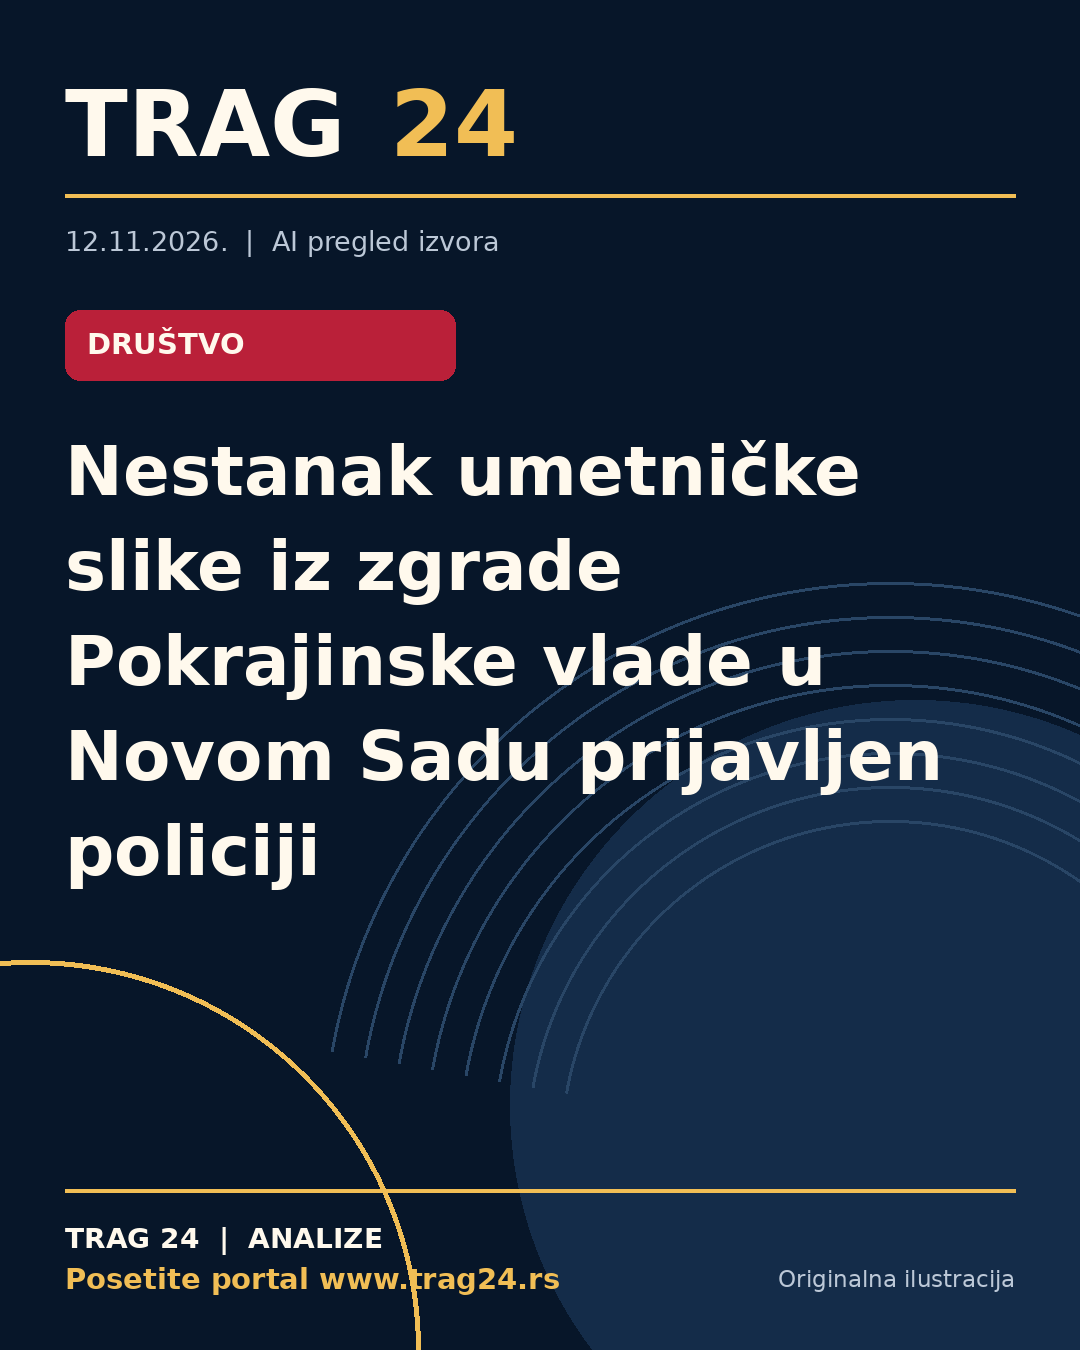 TRAG 24
12.11.2026. | AI pregled izvora
DRUŠTVO
Nestanak umetničke
slike iz zgrade
Pokrajinske vlade u
Novom Sadu prijavljen
policiji
TRAG 24 | ANALIZE
Posetite portal www.trag24.rs
Originalna ilustracija